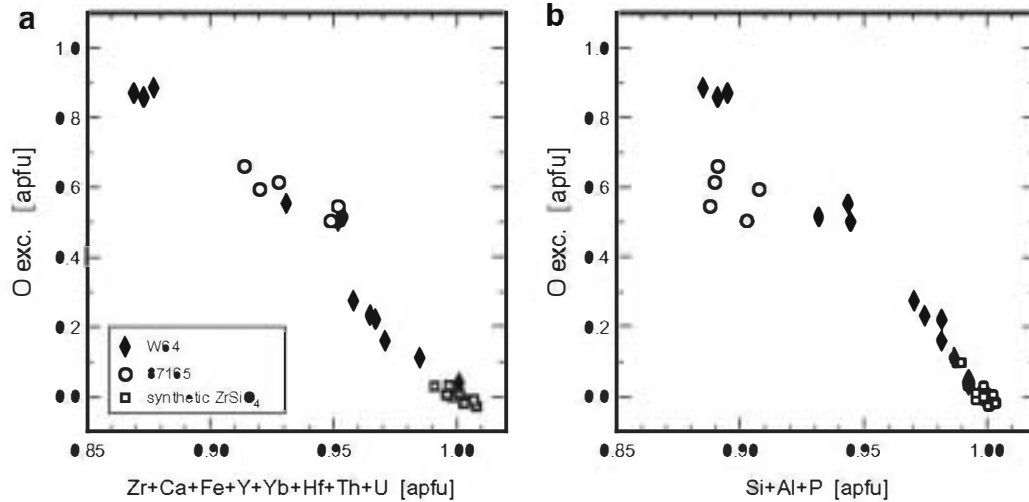 a
b
1.0
1.0
0.8
0.8
0.6
0.6
0.4
0.4
0.2
0.2
0.0
0.0
O exc. [apfu]
O exc. [apfu]
W64
87165
synthetic ZrSiO4
0.85 0.90 0.95 1.00
0.85 0.90 0.95 1.00
Zr+Ca+Fe+Y+Yb+Hf+Th+U [apfu]
Si+Al+P [apfu]